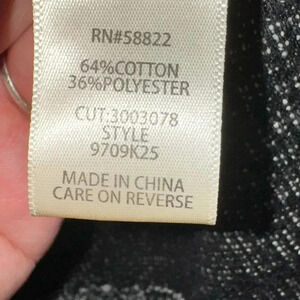 RN#58822
64%COTTON
36%POLYESTER
CUT:3003078
STYLE
9709K25
MADE IN CHINA
CARE ON REVERSE